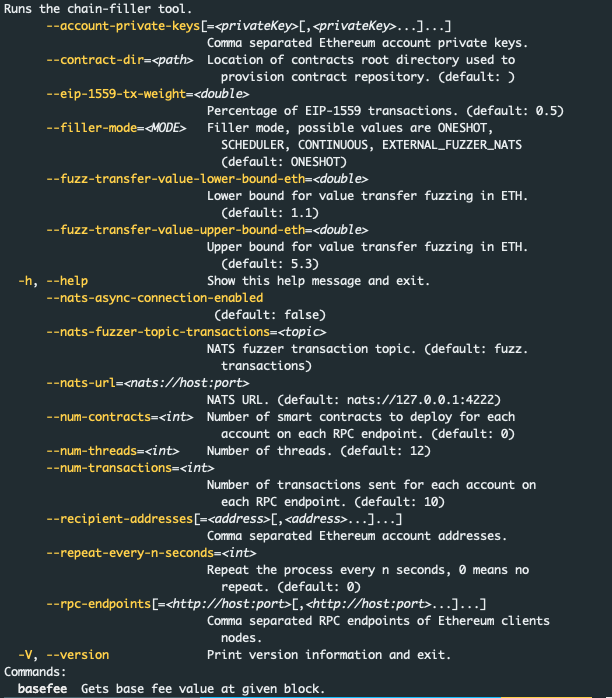 Runs the chain-filler tool.
--account-private-keys[=<privateKey>[,<privateKey>...]...]
Comma separated Ethereum account private keys.
--contract-dir=<path> Location of contracts root directory used to
provision contract repository. (default: )
--eip-1559-tx-weight=<double>
Percentage of EIP-1559 transactions. (default: 0.5)
--filler-mode=<MODE> Filler mode, possible values are ONESHOT,
SCHEDULER, CONTINUOUS, EXTERNAL_FUZZER_NATS
(default: ONESHOT)
--fuzz-transfer-value-lower-bound-eth=<double>
Lower bound for value transfer fuzzing in ETH.
(default: 1.1)
--fuzz-transfer-value-upper-bound-eth=<double>
Upper bound for value transfer fuzzing in ETH.
(default: 5.3)
-h, --help Show this help message and exit.
--nats-async-connection-enabled
(default: false)
--nats-fuzzer-topic-transactions=<topic>
NATS fuzzer transaction topic. (default: fuzz.
transactions)
--nats-url=<nats://host:port>
NATS URL. (default: nats://127.0.0.1:4222)
--num-contracts=<int> Number of smart contracts to deploy for each
account on each RPC endpoint. (default: 0)
--num-threads=<int> Number of threads. (default: 12)
--num-transactions=<int>
Number of transactions sent for each account on
each RPC endpoint. (default: 10)
--recipient-addresses[=<address>[,<address>...]...]
Comma separated Ethereum account addresses.
--repeat-every-n-seconds=<int>
Repeat the process every n seconds, 0 means no
repeat. (default: 0)
--rpc-endpoints[=<http://host:port>[,<http://host:port>...]...]
Comma separated RPC endpoints of Ethereum clients
nodes.
-V, --version Print version information and exit.
Commands:
basefee Gets base fee value at given block.